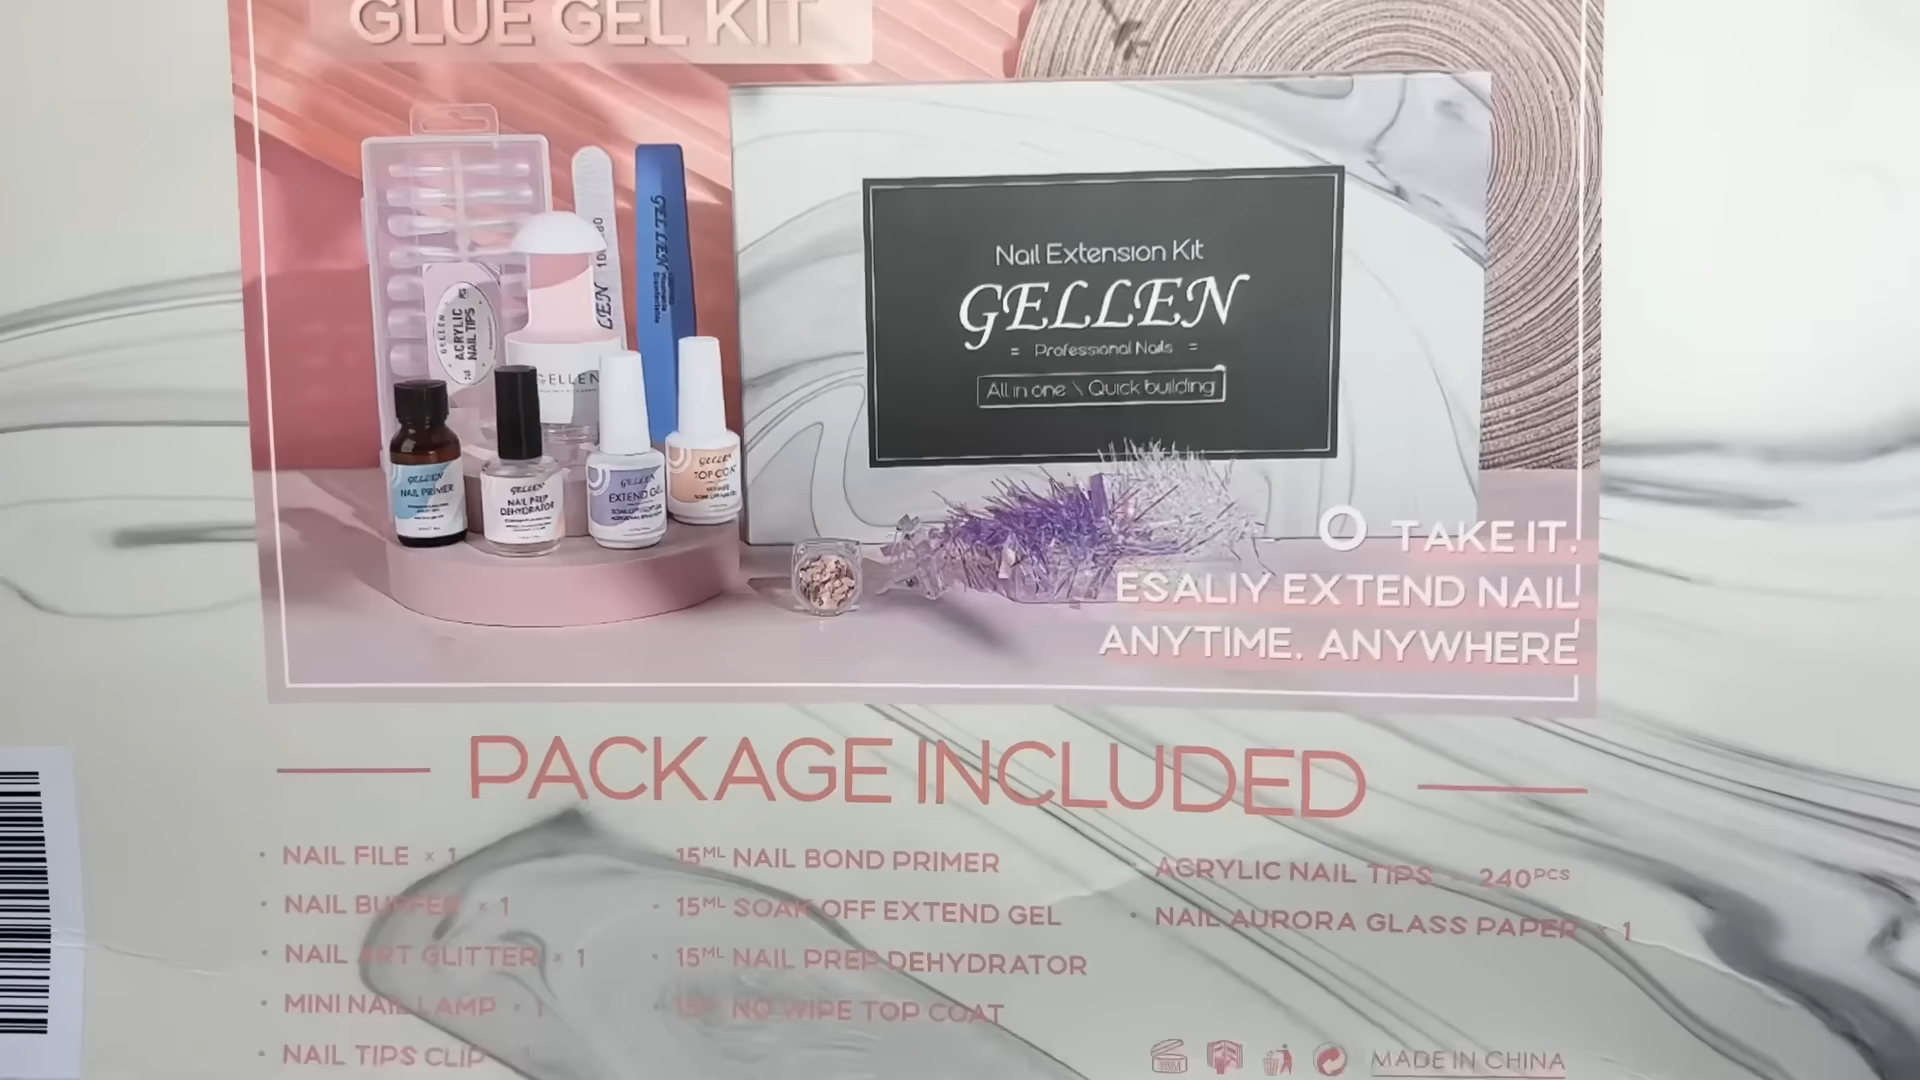 GLUE GEL KIT
Nail Extension Kit
GELLEN
= Professional Nails =
All in one \ Quick building
GELLEN
ACRYLIC
NAIL TIPS
GELLEN
GELLEN
GELLEN
NAIL PRIMER
GELLEN
NAIL PREP
DEHYDRATOR
GELLEN
EXTEND GEL
GELLEN
TOP COAT
TAKE IT.
ESALIY EXTEND NAIL
ANYTIME. ANYWHERE
PACKAGE INCLUDED
· NAIL FILE × 1
· NAIL BUFFER × 1
· NAIL ART GLITTER × 1
· MINI NAIL LAMP × 1
· NAIL TIPS CLIP
15ML NAIL BOND PRIMER
· 15ML SOAK OFF EXTEND GEL
· 15ML NAIL PREP DEHYDRATOR
· 15ML NO WIPE TOP COAT
· ACRYLIC NAIL TIPS 240PCS
· NAIL AURORA GLASS PAPER × 1
MADE IN CHINA